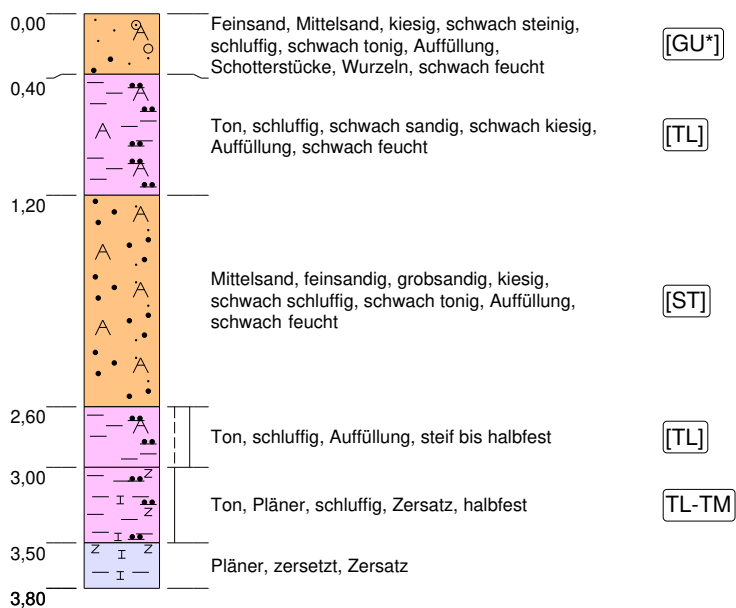 0,00
Feinsand, Mittelsand, kiesig, schwach steinig,
schluffig, schwach tonig, Auffüllung,
Schotterstücke, Wurzeln, schwach feucht
[GU*]
0,40
Ton, schluffig, schwach sandig, schwach kiesig,
Auffüllung, schwach feucht
[TL]
1,20
Mittelsand, feinsandig, grobsandig, kiesig,
schwach schluffig, schwach tonig, Auffüllung,
schwach feucht
[ST]
2,60
Ton, schluffig, Auffüllung, steif bis halbfest
[TL]
3,00
Ton, Pläner, schluffig, Zersatz, halbfest
TL-TM
3,50
Pläner, zersetzt, Zersatz
3,80